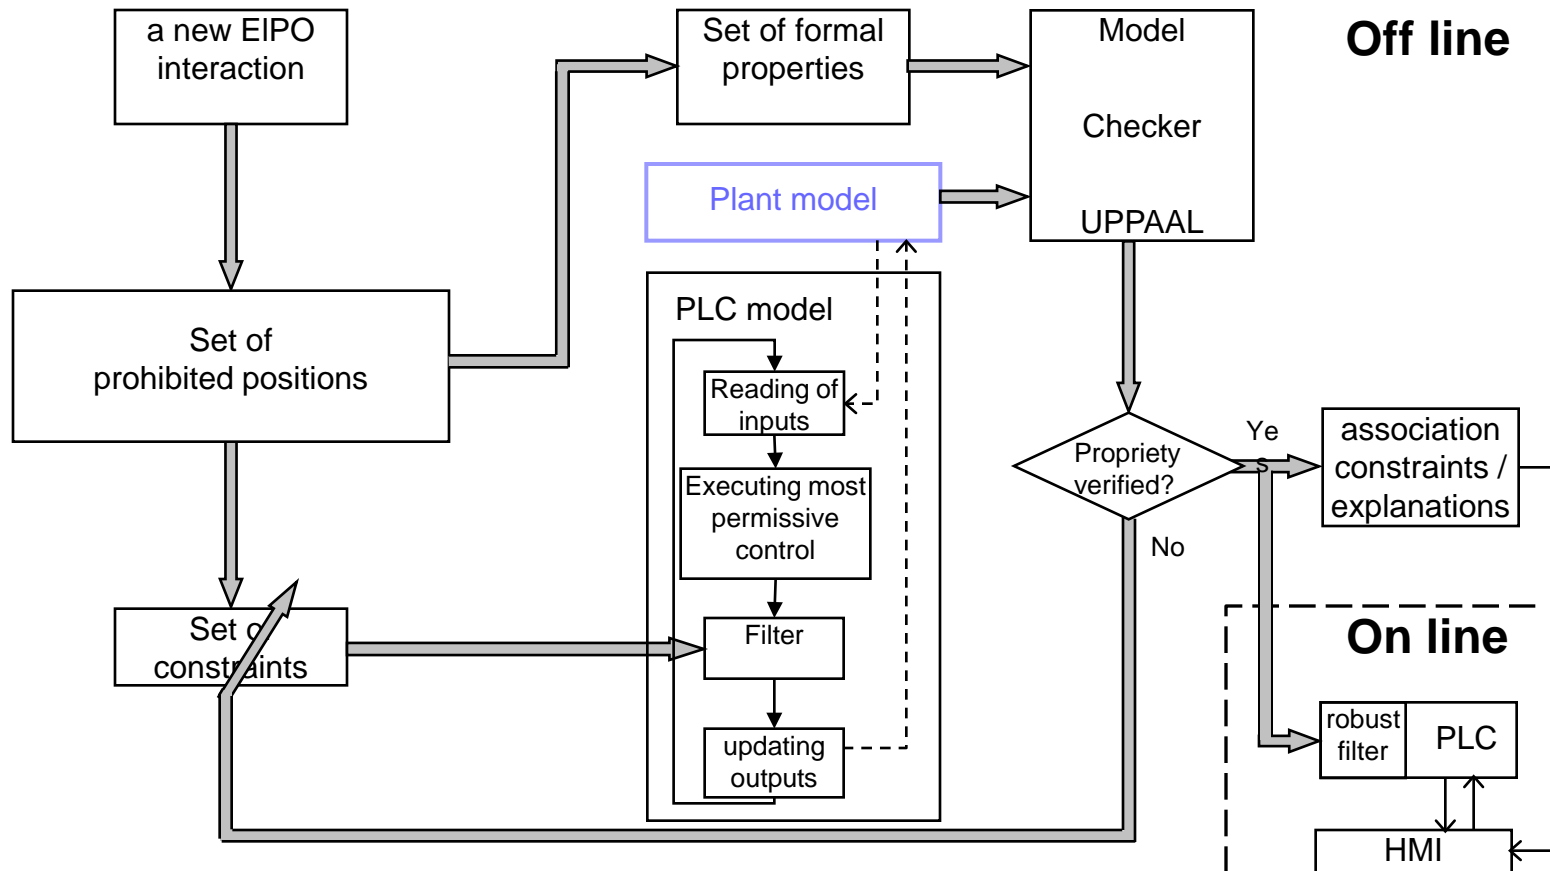 a new EIPO
interaction
Set of formal
properties
Model
Checker
UPPAAL
Off line
Plant model
Set of
prohibited positions
PLC model
Reading of
inputs
Executing most
permissive
control
Filter
updating
outputs
Propriety
verified?
Ye
s
No
association
constraints /
explanations
Set of
constraints
On line
robust
filter
PLC
HMI